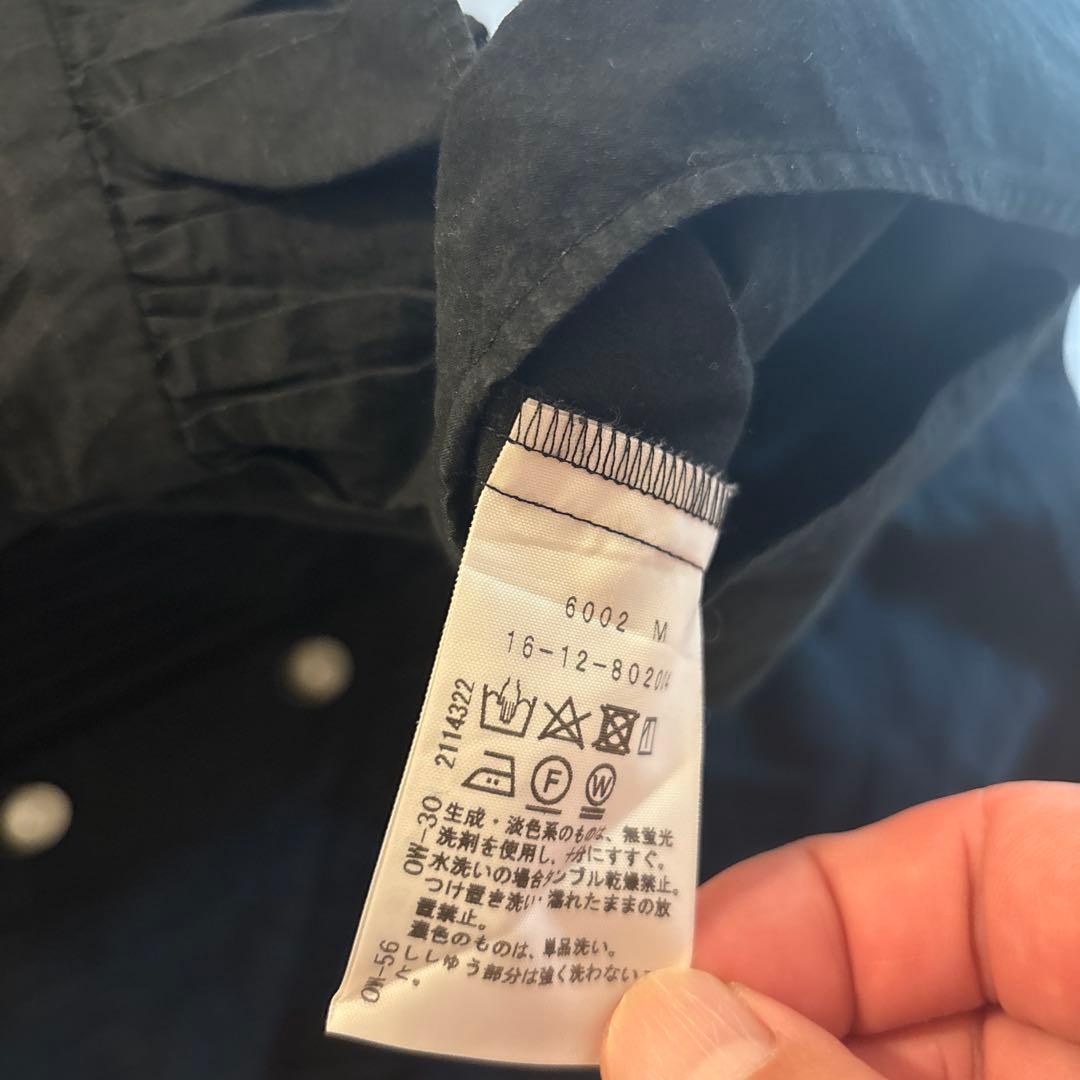 6002 M
16-12-80204
2114322
F W
OW-30
生成・淡色系のものは、無蛍光
洗剤を使用し、十分にすすぐ。
水洗いの場合タンブル乾燥禁止。
つけ置き洗い・濡れたままの放
置禁止。
濃色のものは、単品洗い。
ししゅう部分は強く洗わない
と。
OW-56